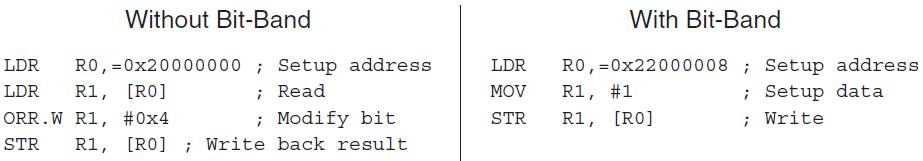 Without Bit-Band
LDR R0,=0x20000000 ; Setup address
LDR R1, [R0] ; Read
ORR.W R1, #0x4 ; Modify bit
STR R1, [R0] ; Write back result
With Bit-Band
LDR R0,=0x22000008 ; Setup address
MOV R1, #1 ; Setup data
STR R1, [R0] ; Write